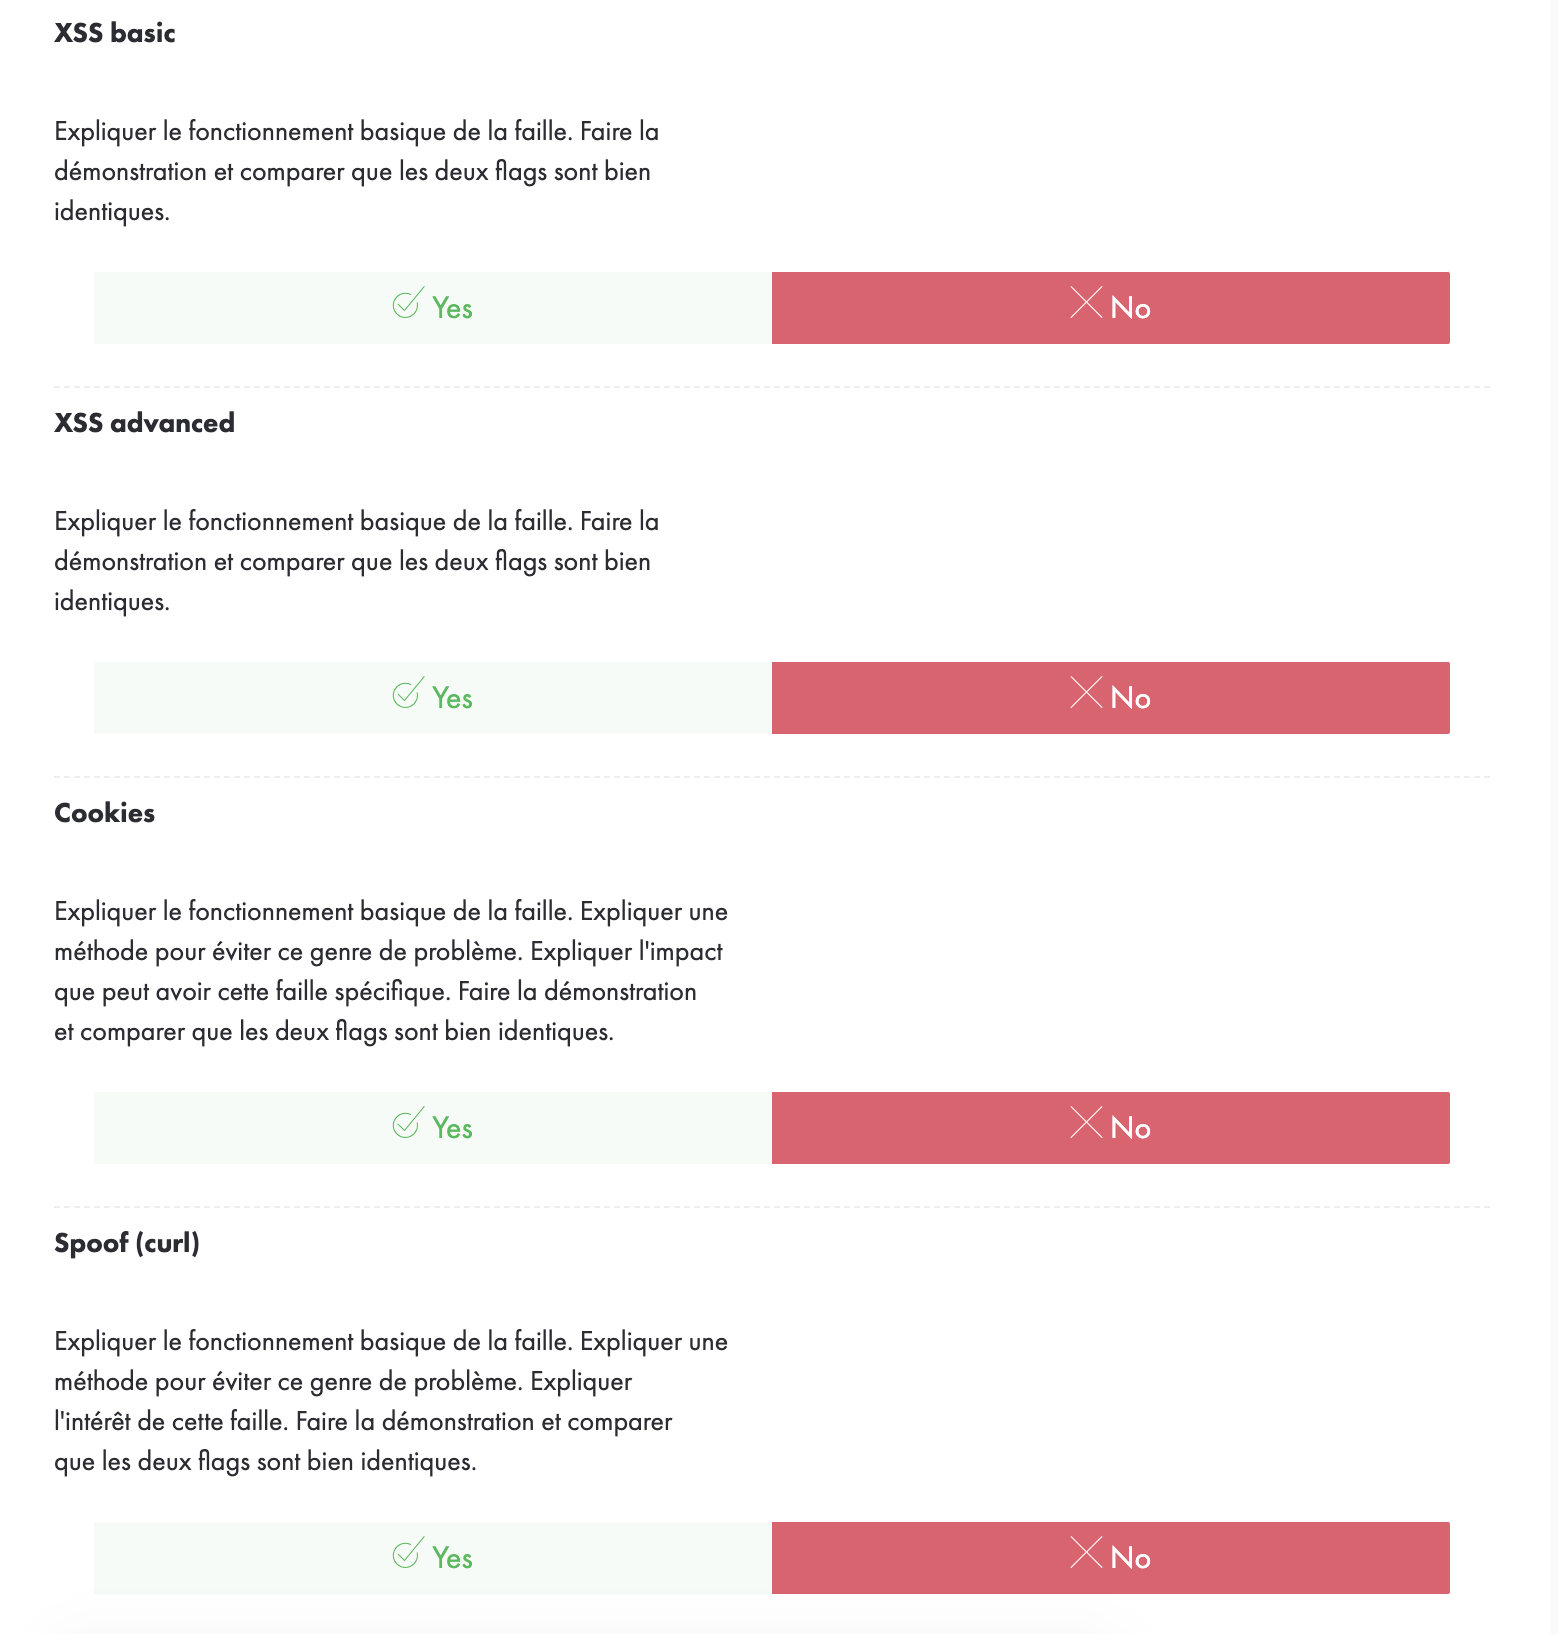 XSS basic
Expliquer le fonctionnement basique de la faille. Faire la
démonstration et comparer que les deux flags sont bien
identiques.
Yes
No
XSS advanced
Expliquer le fonctionnement basique de la faille. Faire la
démonstration et comparer que les deux flags sont bien
identiques.
Yes
No
Cookies
Expliquer le fonctionnement basique de la faille. Expliquer une
méthode pour éviter ce genre de problème. Expliquer l'impact
que peut avoir cette faille spécifique. Faire la démonstration
et comparer que les deux flags sont bien identiques.
Yes
No
Spoof (curl)
Expliquer le fonctionnement basique de la faille. Expliquer une
méthode pour éviter ce genre de problème. Expliquer
l'intérêt de cette faille. Faire la démonstration et comparer
que les deux flags sont bien identiques.
Yes
No